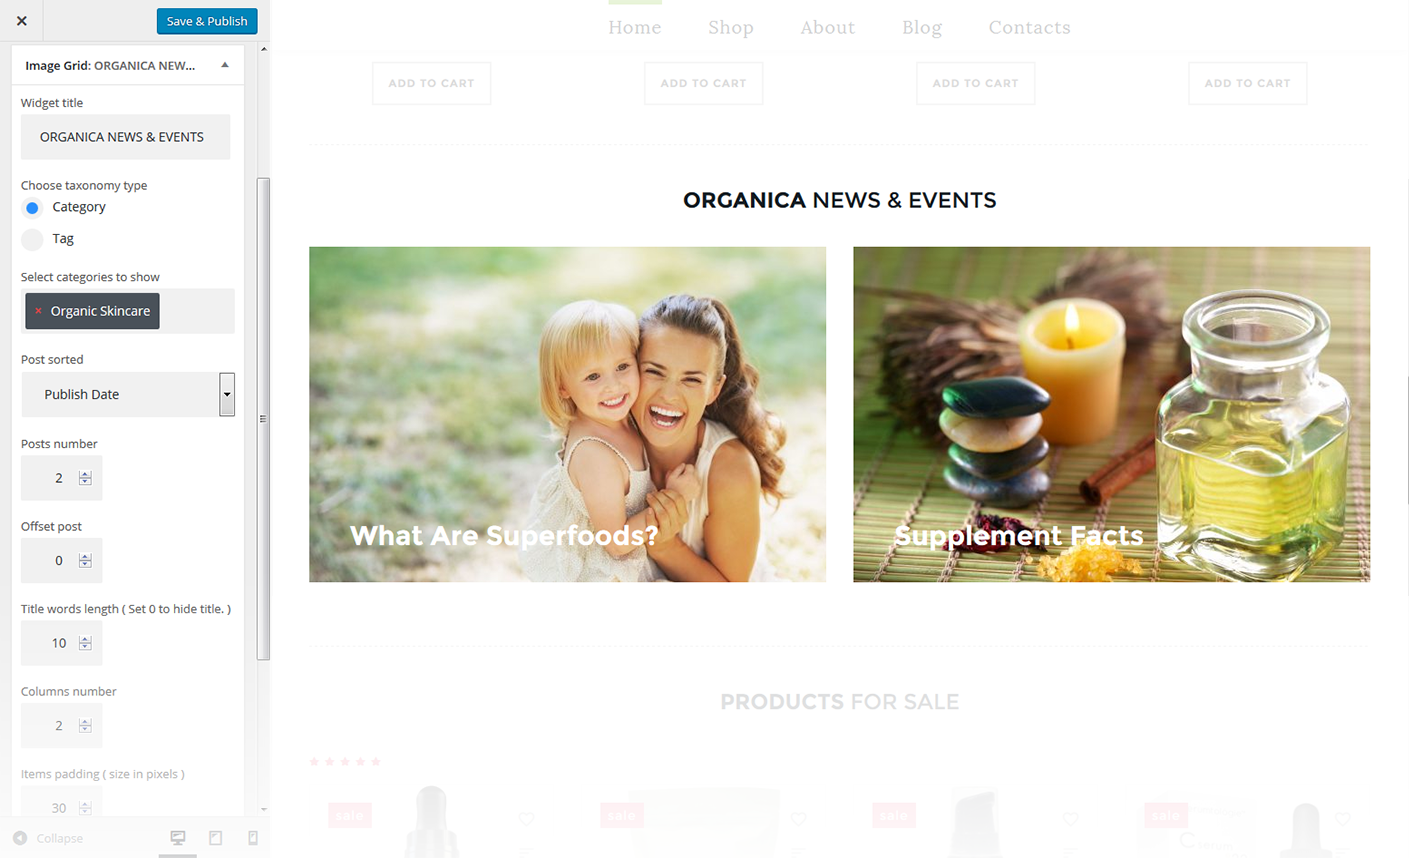 Save & Publish
Image Grid: ORGANICA NEW...
Widget title
ORGANICA NEWS & EVENTS
Choose taxonomy type
Category
Tag
Select categories to show
× Organic Skincare
Post sorted
Publish Date
Posts number
2
Offset post
0
Title words length ( Set 0 to hide title. )
10
Columns number
2
Items padding ( size in pixels )
30
Collapse
Home Shop About Blog Contacts
ADD TO CART ADD TO CART ADD TO CART ADD TO CART
ORGANICA NEWS & EVENTS
What Are Superfoods?
Supplement Facts
PRODUCTS FOR SALE
sale sale sale sale